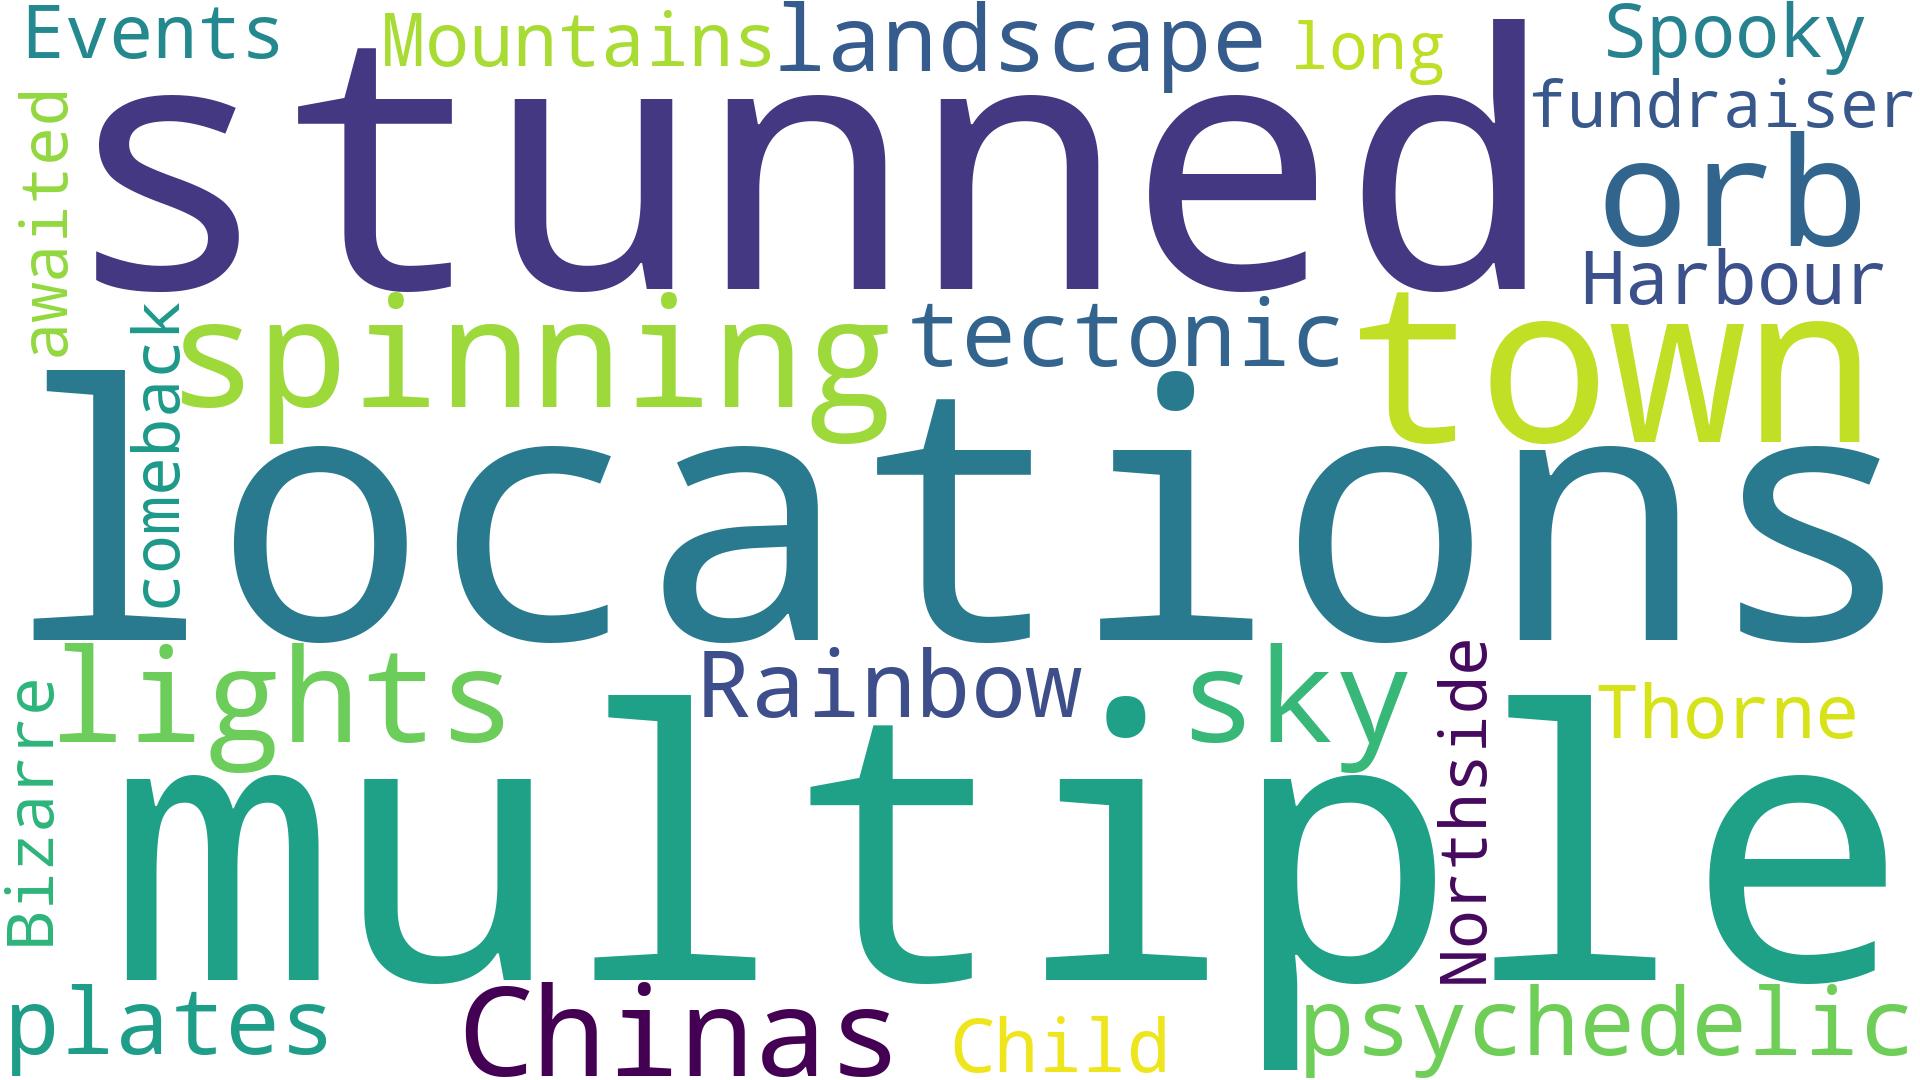 Events
Mountains
landscape
long
Spooky
stunned
fundraiser
awaited
orb
Harbour
comeback
spinning
tectonic
town
locations
lights
Rainbow
sky
Northside
Thorne
Bizarre
multiple
plates
Chinas
Child
psychedelic